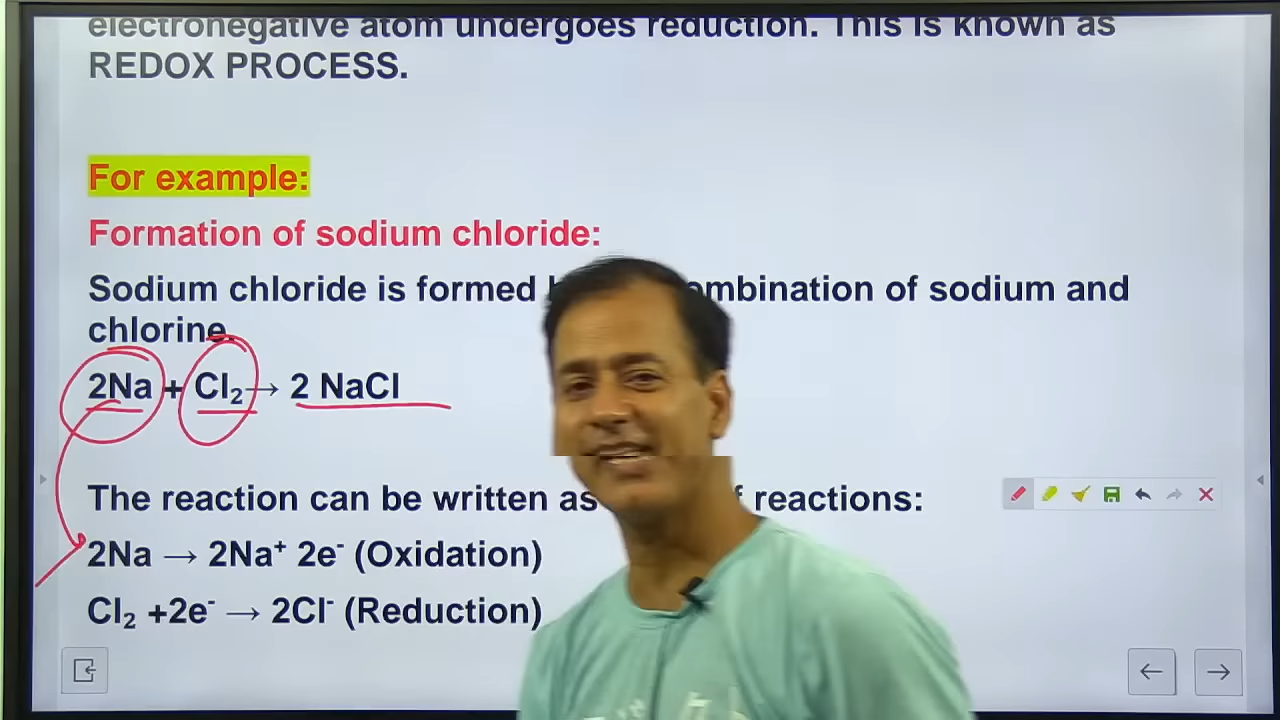 electronegative atom undergoes reduction. This is known as
REDOX PROCESS.
For example:
Formation of sodium chloride:
Sodium chloride is formed ombination of sodium and
chlorine.
2Na + Cl₂ → 2 NaCl
The reaction can be written as reactions:
2Na → 2Na⁺ 2e⁻ (Oxidation)
Cl₂ +2e⁻ → 2Cl⁻ (Reduction)